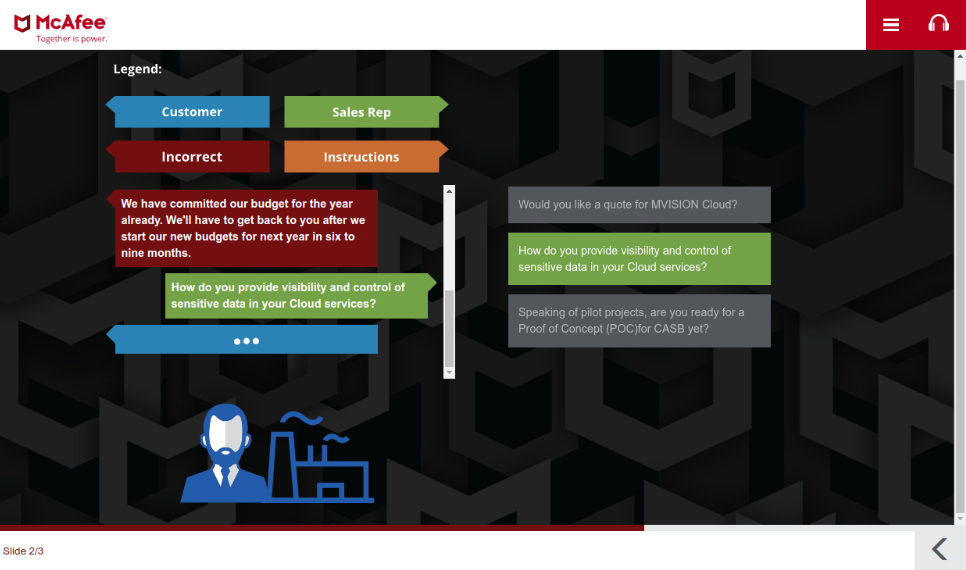 McAfee
Together is power.
Legend:
Customer
Sales Rep
Incorrect
Instructions
We have committed our budget for the year
already. We'll have to get back to you after we
start our new budgets for next year in six to
nine months.
How do you provide visibility and control of
sensitive data in your Cloud services?
Would you like a quote for MVISION Cloud?
How do you provide visibility and control of
sensitive data in your Cloud services?
Speaking of pilot projects, are you ready for a
Proof of Concept (POC)for CASB yet?
Slide 2/3